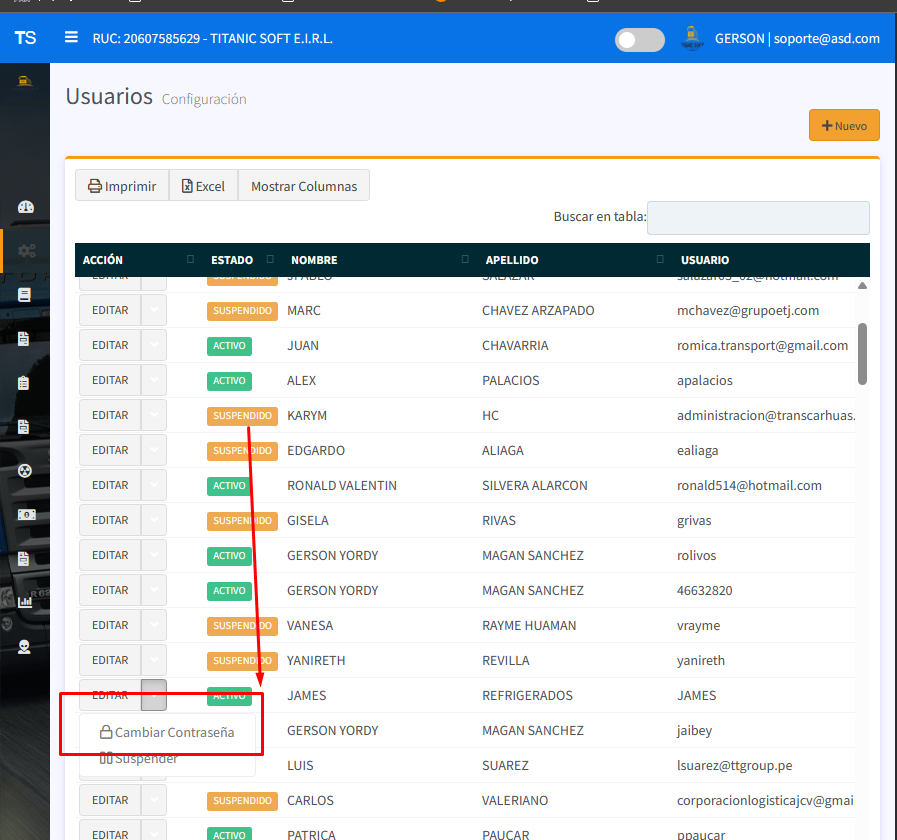 TS
RUC: 20607585629 - TITANIC SOFT E.I.R.L.
GERSON | soporte@asd.com
Usuarios Configuración
Nuevo
Imprimir Excel Mostrar Columnas
Buscar en tabla:
ACCIÓN ESTADO NOMBRE APELLIDO USUARIO
EDITAR SUSPENDIDO SALAZAR
EDITAR SUSPENDIDO MARC CHAVEZ ARZAPADO mchavez@grupoetj.com
EDITAR ACTIVO JUAN CHAVARRIA romica.transport@gmail.com
EDITAR ACTIVO ALEX PALACIOS apalacios
EDITAR SUSPENDIDO KARYM HC administracion@transcarhuas.
EDITAR SUSPENDIDO EDGARDO ALIAGA ealiaga
EDITAR ACTIVO RONALD VALENTIN SILVERA ALARCON ronald514@hotmail.com
EDITAR SUSPENDIDO GISELA RIVAS grivas
EDITAR ACTIVO GERSON YORDY MAGAN SANCHEZ rolivos
EDITAR ACTIVO GERSON YORDY MAGAN SANCHEZ 46632820
EDITAR SUSPENDIDO VANESA RAYME HUAMAN vrayme
EDITAR SUSPENDIDO YANIRETH REVILLA yanireth
EDITAR ACTIVO JAMES REFRIGERADOS JAMES
Cambiar Contraseña GERSON YORDY MAGAN SANCHEZ jaibey
Suspender LUIS SUAREZ lsuarez@ttgroup.pe
EDITAR SUSPENDIDO CARLOS VALERIANO corporacionlogisticajcv@gmai
EDITAR ACTIVO PATRICA PAUCAR ppaucar